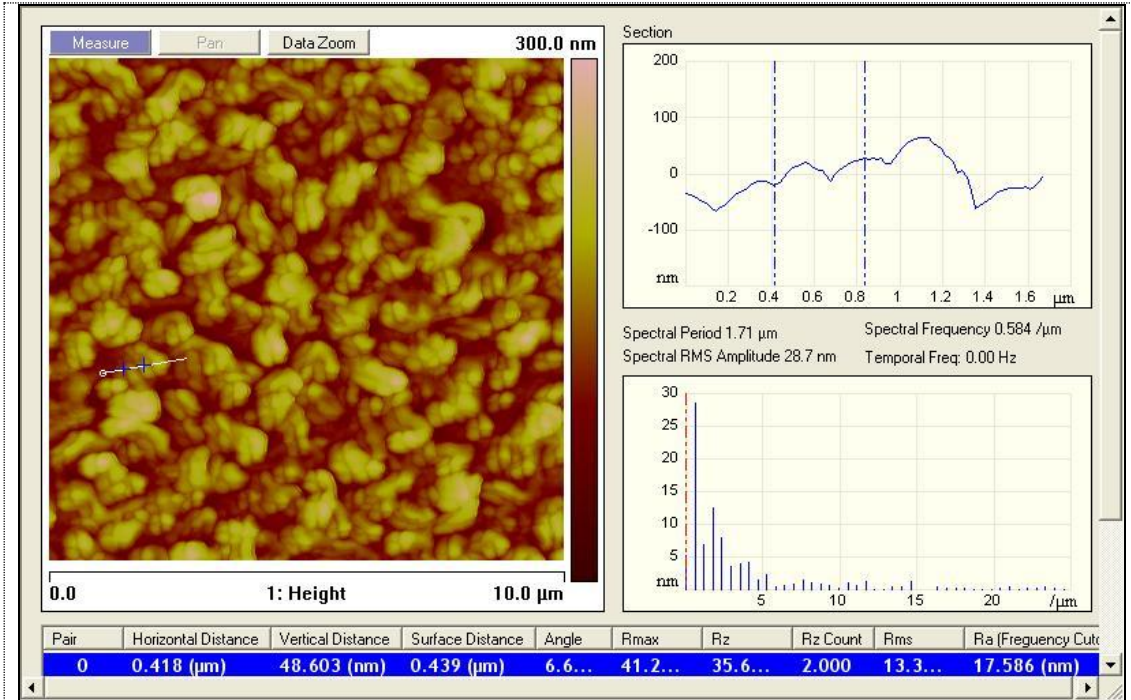 Measure Pan Data Zoom 300.0 nm
0.0 1: Height 10.0 µm
Section
200
100
0
-100
nm
0.2 0.4 0.6 0.8 1 1.2 1.4 1.6 µm
Spectral Period 1.71 µm Spectral Frequency 0.584 /µm
Spectral RMS Amplitude 28.7 nm Temporal Freq: 0.00 Hz
30
25
20
15
10
5
nm
5 10 15 20 /µm
Pair Horizontal Distance Vertical Distance Surface Distance Angle Rmax Rz Rz Count Rms Ra (Freguency Cuto
0 0.418 (µm) 48.603 (nm) 0.439 (µm) 6.6... 41.2... 35.6... 2.000 13.3... 17.586 (nm)